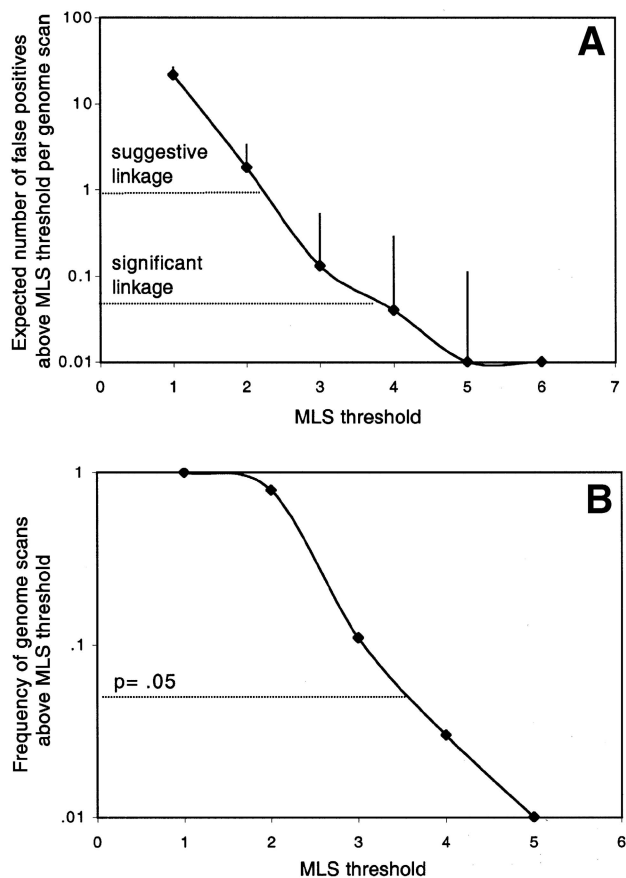 A
Expected number of false positives
above MLS threshold per genome scan
100
10
1
0.1
0.01
suggestive
linkage
significant
linkage
0 1 2 3 4 5 6 7
MLS threshold
B
Frequency of genome scans
above MLS threshold
1
.1
.01
p= .05
0 1 2 3 4 5 6
MLS threshold